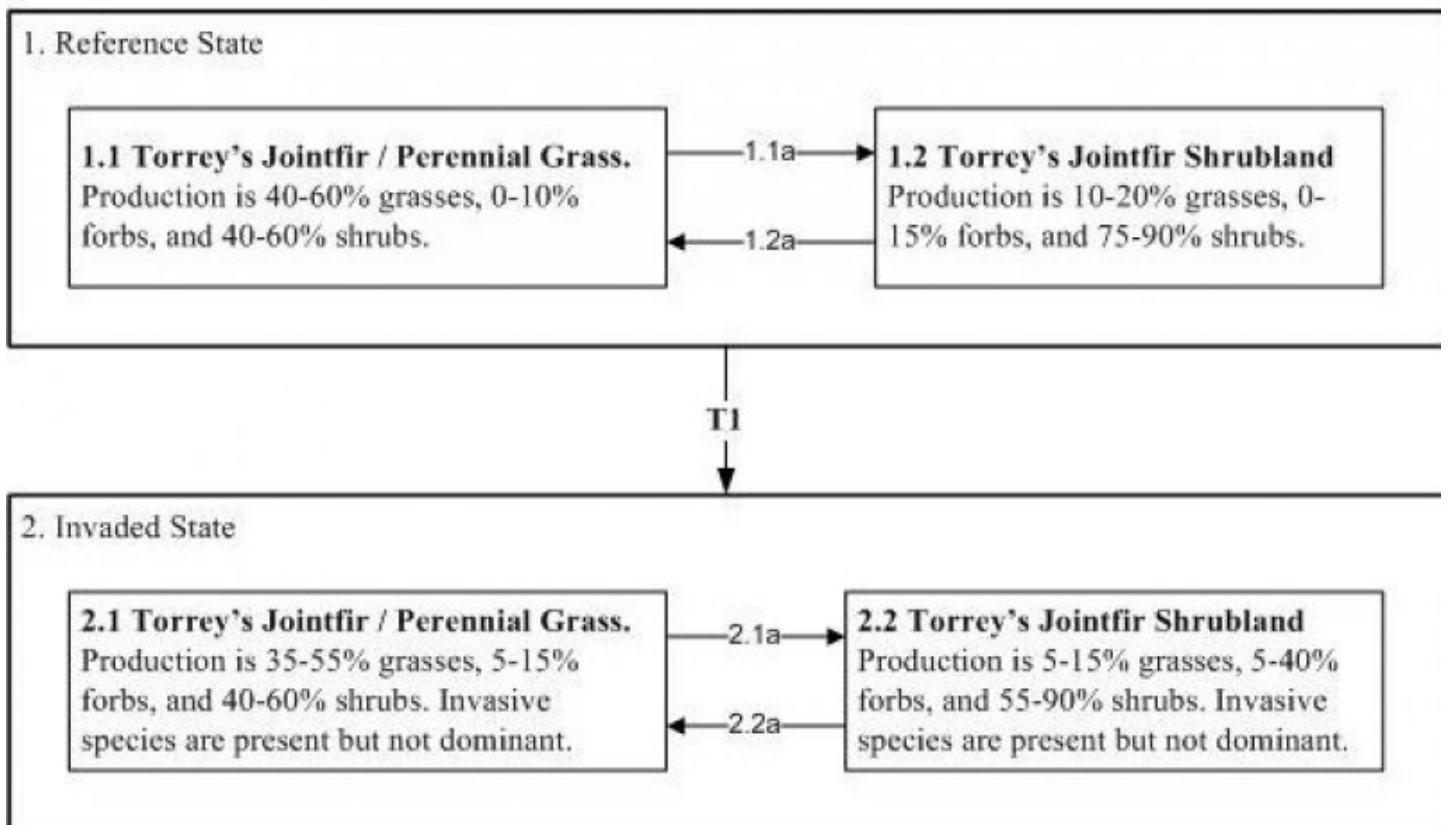 1. Reference State
1.1 Torrey's Jointfir / Perennial Grass.
Production is 40-60% grasses, 0-10%
forbs, and 40-60% shrubs.
1.1a
1.2a
1.2 Torrey's Jointfir Shrubland
Production is 10-20% grasses, 0-
15% forbs, and 75-90% shrubs.
T1
2. Invaded State
2.1 Torrey's Jointfir / Perennial Grass.
Production is 35-55% grasses, 5-15%
forbs, and 40-60% shrubs. Invasive
species are present but not dominant.
2.1a
2.2a
2.2 Torrey's Jointfir Shrubland
Production is 5-15% grasses, 5-40%
forbs, and 55-90% shrubs. Invasive
species are present but not dominant.